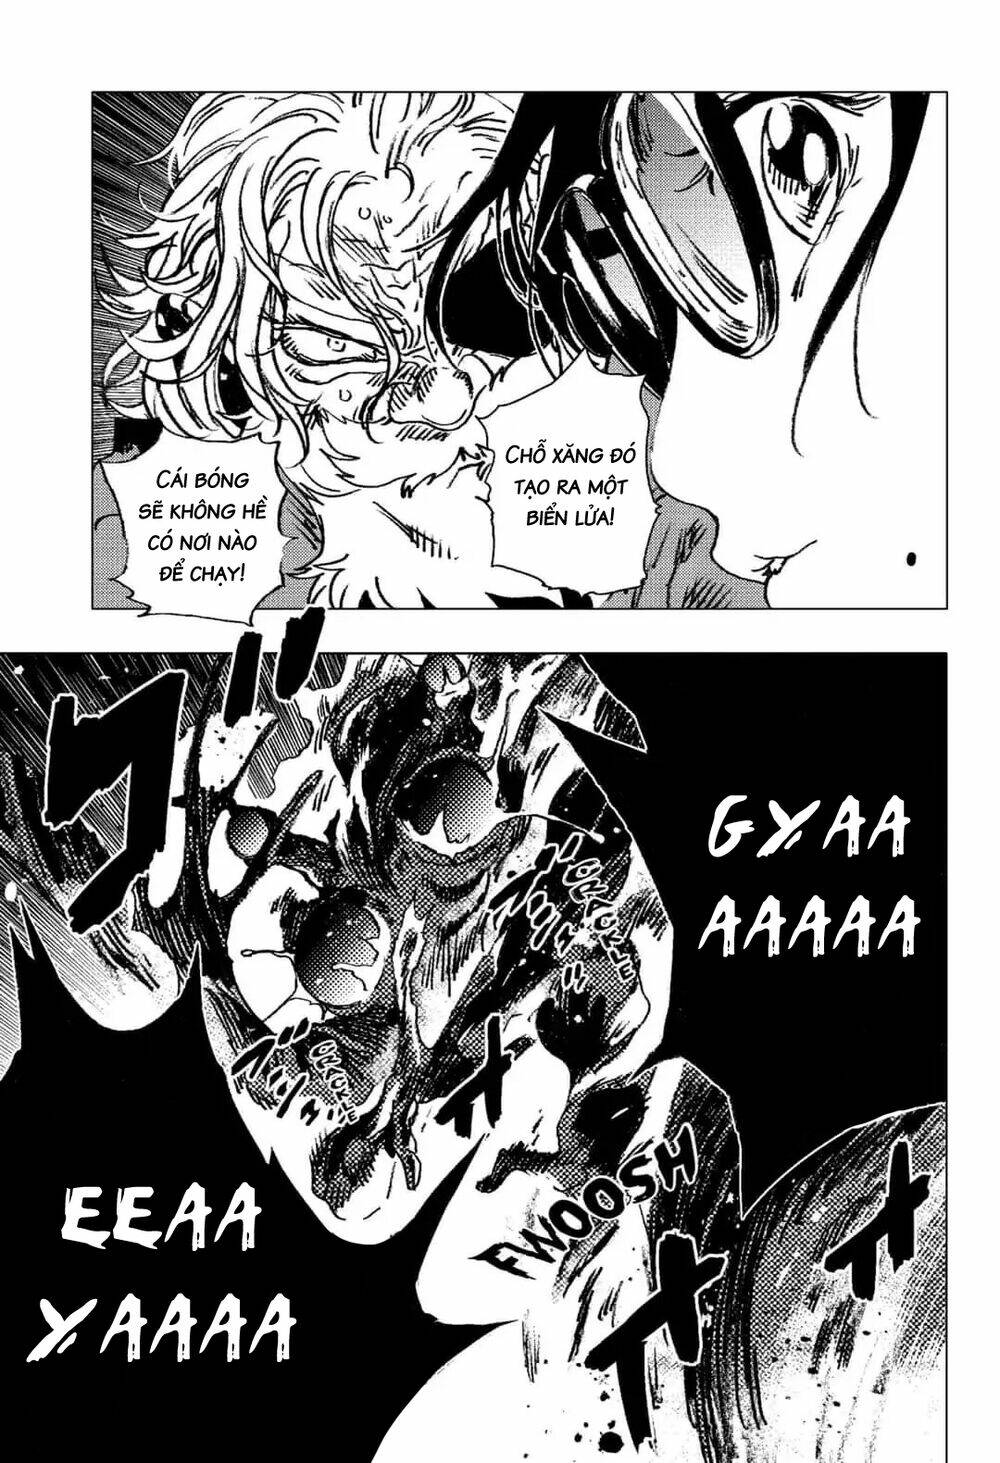 CHỖ XĂNG ĐÓ
TẠO RA MỘT
BIỂN LỬA!
CÁI BÓNG
SẼ KHÔNG HỀ
CÓ NƠI NÀO
ĐỂ CHẠY!
GYAA
AAAAA
FWOOSH
EEAA
YAAAA